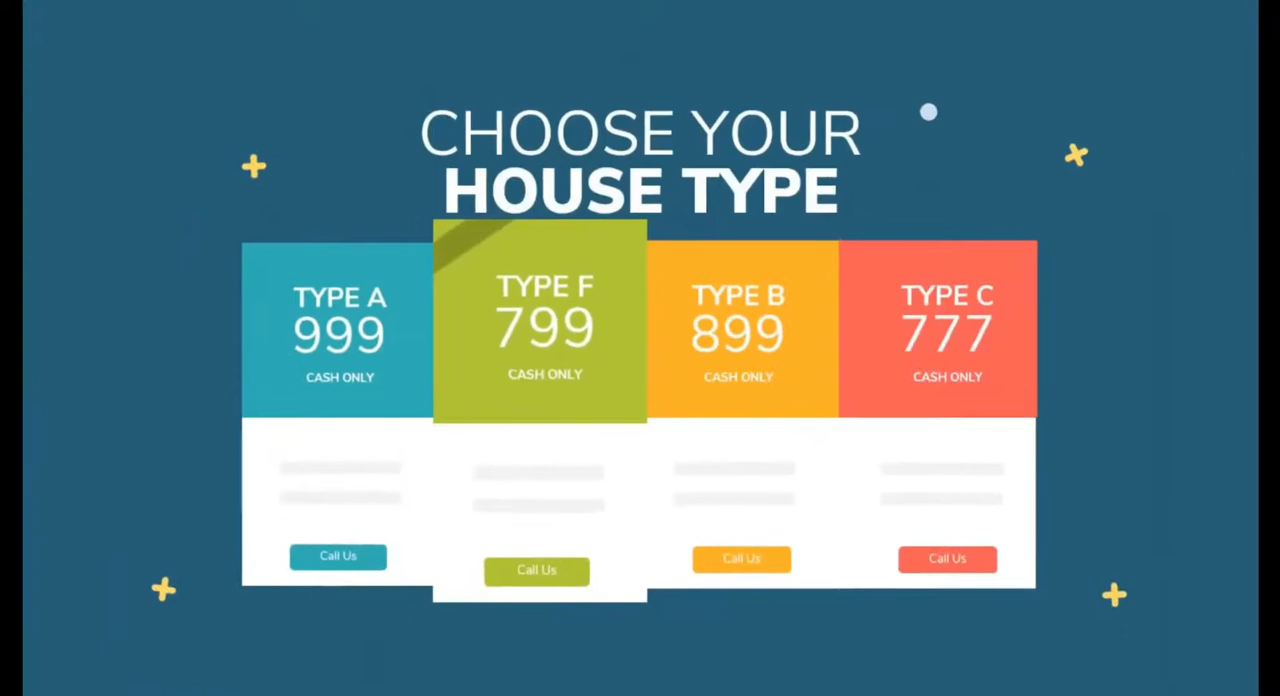 CHOOSE YOUR
HOUSE TYPE
TYPE A
999
CASH ONLY
Call Us
TYPE F
799
CASH ONLY
Call Us
TYPE B
899
CASH ONLY
Call Us
TYPE C
777
CASH ONLY
Call Us